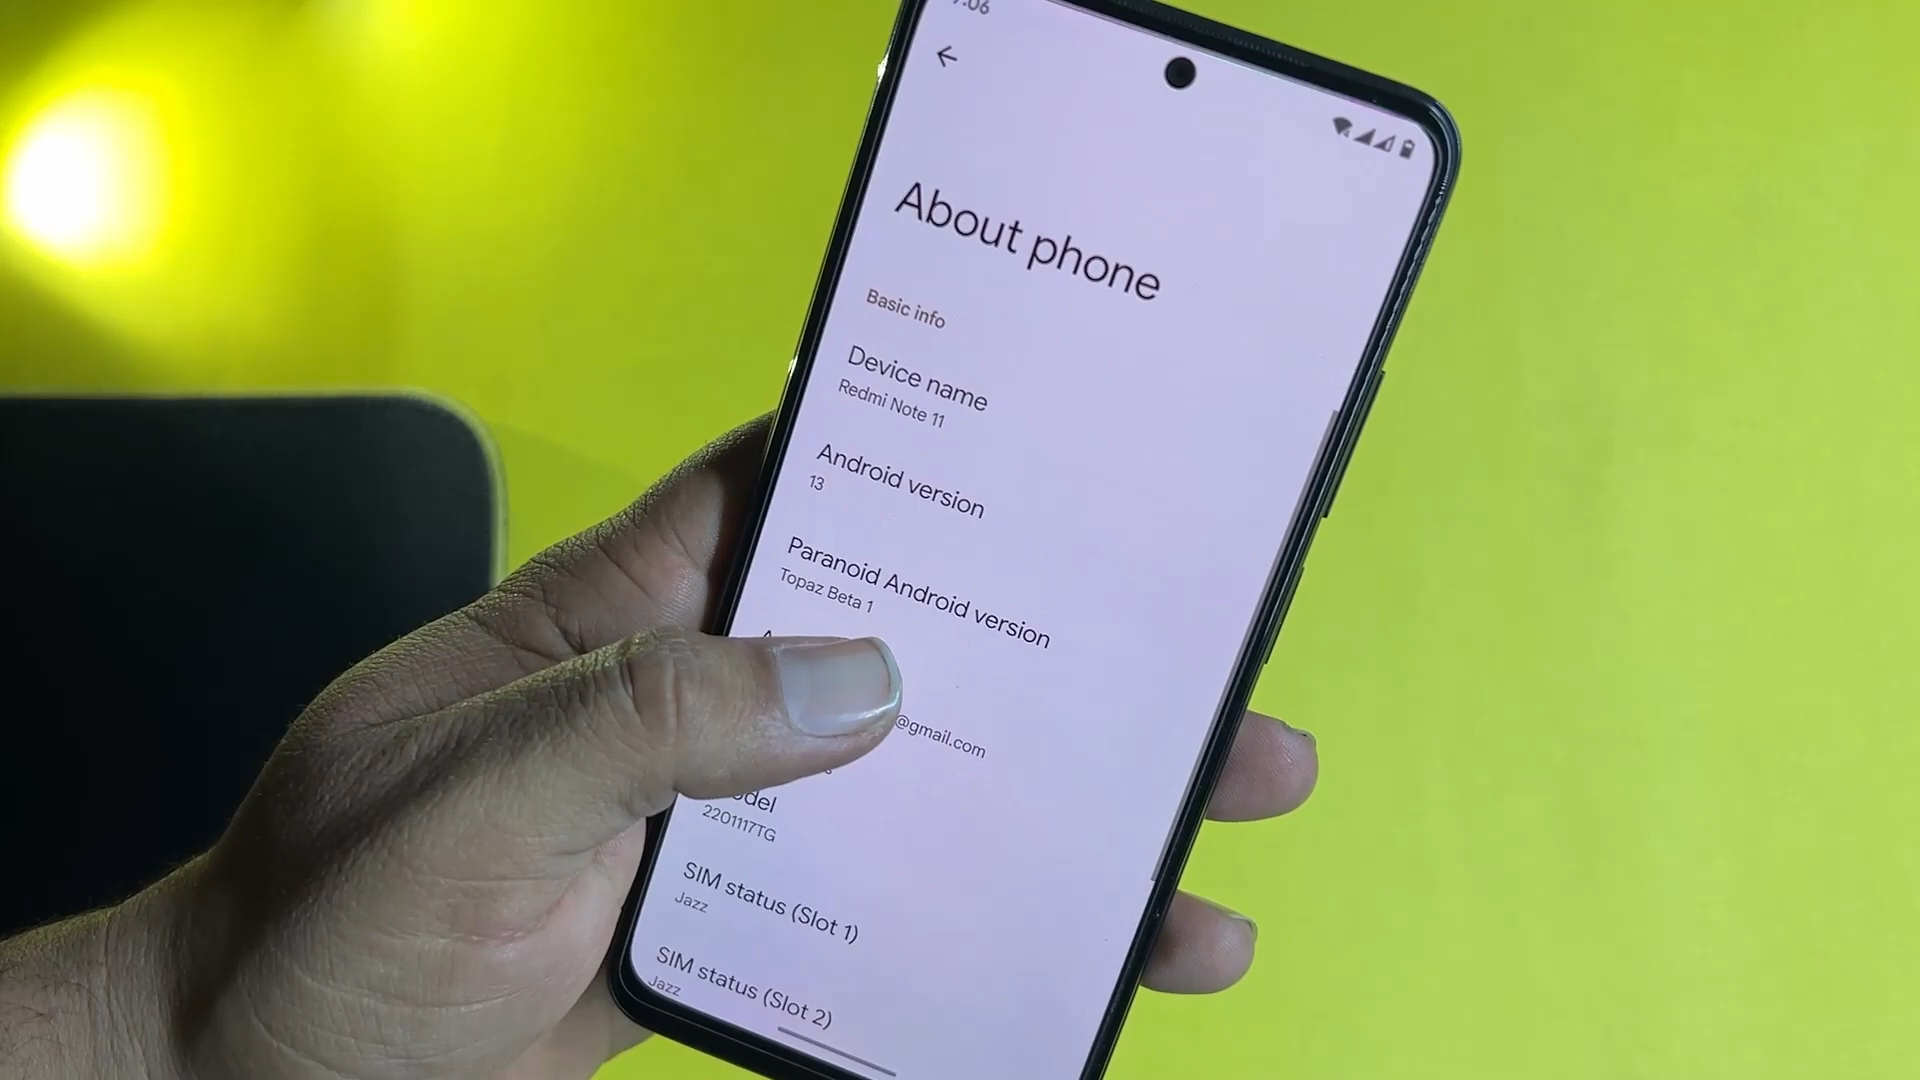 About phone
Basic info
Device name
Redmi Note 11
Android version
13
Paranoid Android version
Topaz Beta 1
@gmail.com
2201117TG
SIM status (Slot 1)
Jazz
SIM status (Slot 2)
Jazz